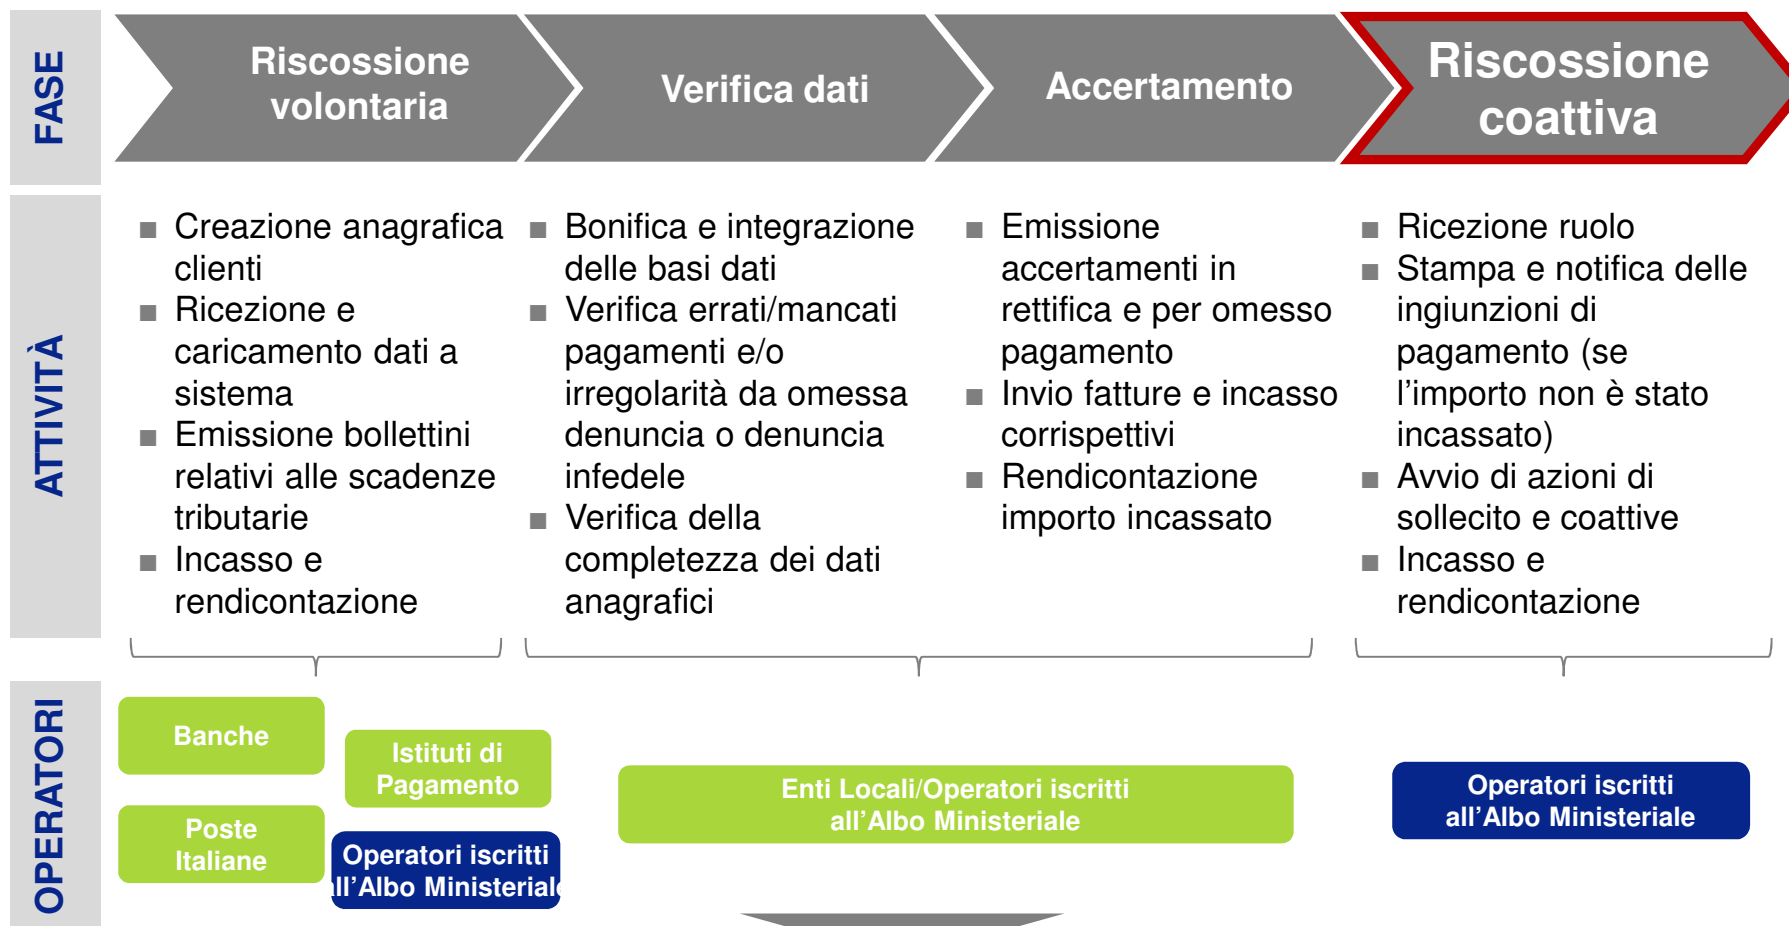 FASE
Riscossione
volontaria
Verifica dati
Accertamento
Riscossione
coattiva
ATTIVITÀ
Creazione anagrafica
clienti
Ricezione e
caricamento dati a
sistema
Emissione bollettini
relativi alle scadenze
tributarie
Incasso e
rendicontazione
Bonifica e integrazione
delle basi dati
Verifica errati/mancati
pagamenti e/o
irregolarità da omessa
denuncia o denuncia
infedele
Verifica della
completezza dei dati
anagrafici
Emissione
accertamenti in
rettifica e per omesso
pagamento
Invio fatture e incasso
corrispettivi
Rendicontazione
importo incassato
Ricezione ruolo
Stampa e notifica delle
ingiunzioni di
pagamento (se
l’importo non è stato
incassato)
Avvio di azioni di
sollecito e coattive
Incasso e
rendicontazione
OPERATORI
Banche
Istituti di
Pagamento
Poste
Italiane
Operatori iscritti
all’Albo Ministeriale
Enti Locali/Operatori iscritti
all’Albo Ministeriale
Operatori iscritti
all’Albo Ministeriale